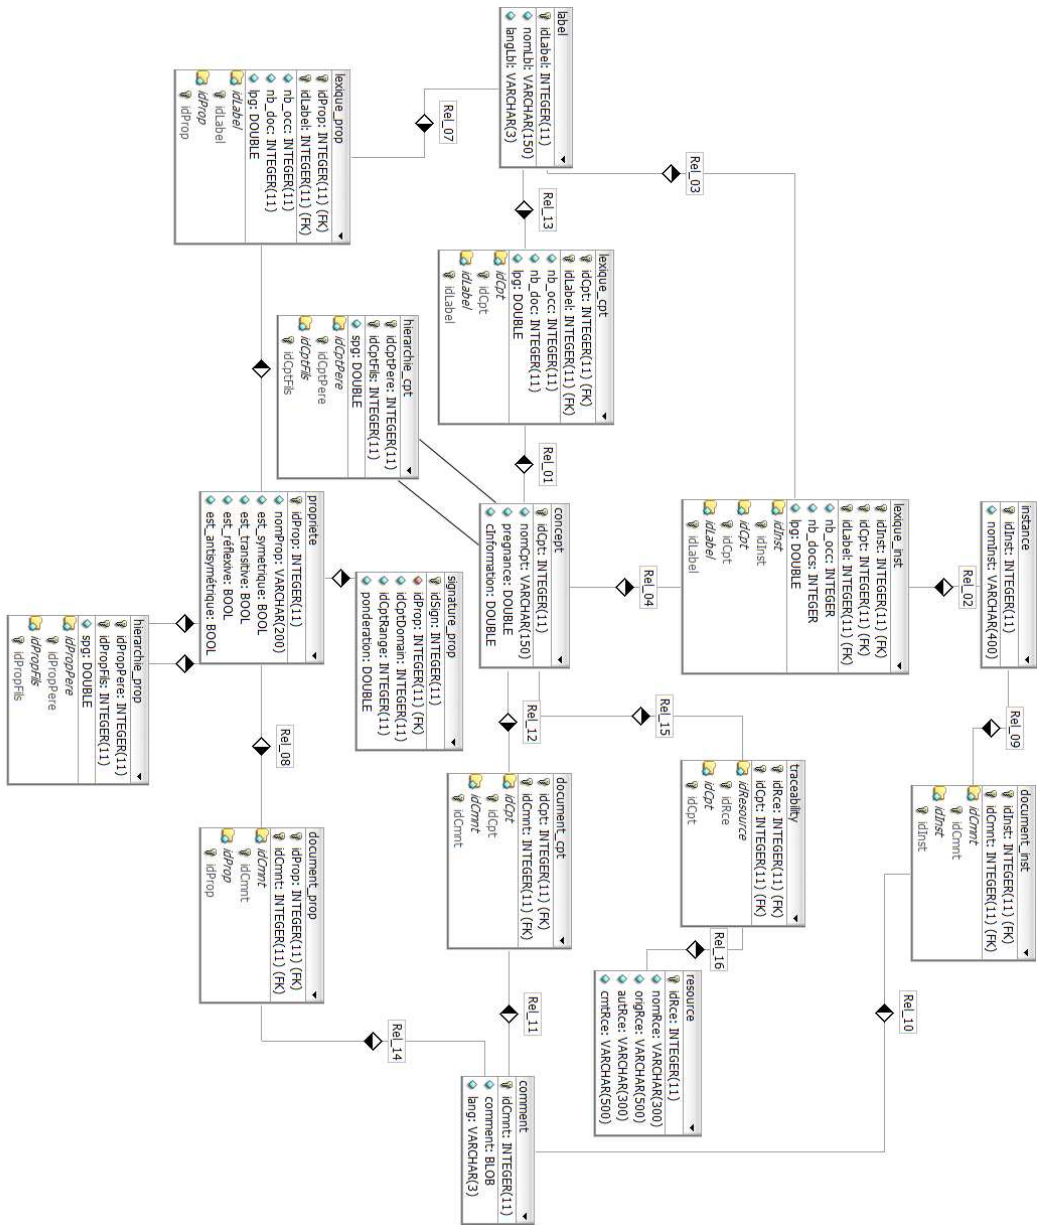 label
idLabel: INTEGER(11)
nomLbl: VARCHAR(150)
langLbl: VARCHAR(3)
Rel_03
Rel_13
Rel_07
lexique_prop
idProp: INTEGER(11) (FK)
idLabel: INTEGER(11) (FK)
nb_occ: INTEGER(11)
nb_doc: INTEGER(11)
lpg: DOUBLE
idLabel
idLabel
idProp
idProp
lexique_cpt
idCpt: INTEGER(11) (FK)
idLabel: INTEGER(11) (FK)
nb_occ: INTEGER(11)
nb_doc: INTEGER(11)
lpg: DOUBLE
idCpt
idCpt
idLabel
idLabel
hierarchie_cpt
idCptPere: INTEGER(11)
idCptFils: INTEGER(11)
spg: DOUBLE
idCptPere
idCptPere
idCptFils
idCptFils
Rel_01
instance
idInst: INTEGER(11)
nomInst: VARCHAR(400)
Rel_02
lexique_inst
idInst: INTEGER(11) (FK)
idCpt: INTEGER(11) (FK)
idLabel: INTEGER(11) (FK)
nb_occ: INTEGER
nb_docs: INTEGER
lpg: DOUBLE
idInst
idInst
idCpt
idCpt
idLabel
idLabel
Rel_04
concept
idCpt: INTEGER(11)
nomCpt: VARCHAR(150)
pregnance: DOUBLE
cInformation: DOUBLE
signature_prop
idSign: INTEGER(11)
idProp: INTEGER(11) (FK)
idCptDomain: INTEGER(11)
idCptRange: INTEGER(11)
ponderation: DOUBLE
propriete
idProp: INTEGER(11)
nomProp: VARCHAR(200)
est_symetrique: BOOL
est_transitive: BOOL
est_réflexive: BOOL
est_antisymétrique: BOOL
hierarchie_prop
idPropPere: INTEGER(11)
idPropFils: INTEGER(11)
spg: DOUBLE
idPropPere
idPropPere
idPropFils
idPropFils
Rel_09
Rel_15
Rel_12
Rel_08
document_inst
idInst: INTEGER(11) (FK)
idCmnt: INTEGER(11) (FK)
idCmnt
idCmnt
idInst
idInst
traceability
idRce: INTEGER(11) (FK)
idCpt: INTEGER(11) (FK)
idResource
idRce
idCpt
idCpt
document_cpt
idCpt: INTEGER(11) (FK)
idCmnt: INTEGER(11) (FK)
idCpt
idCpt
idCmnt
idCmnt
document_prop
idProp: INTEGER(11) (FK)
idCmnt: INTEGER(11) (FK)
idCmnt
idCmnt
idProp
idProp
Rel_16
resource
idRce: INTEGER(11)
nomRce: VARCHAR(300)
origRce: VARCHAR(500)
autRce: VARCHAR(300)
cmtRce: VARCHAR(500)
Rel_10
Rel_11
Rel_14
comment
idCmnt: INTEGER(11)
comment: BLOB
lang: VARCHAR(3)